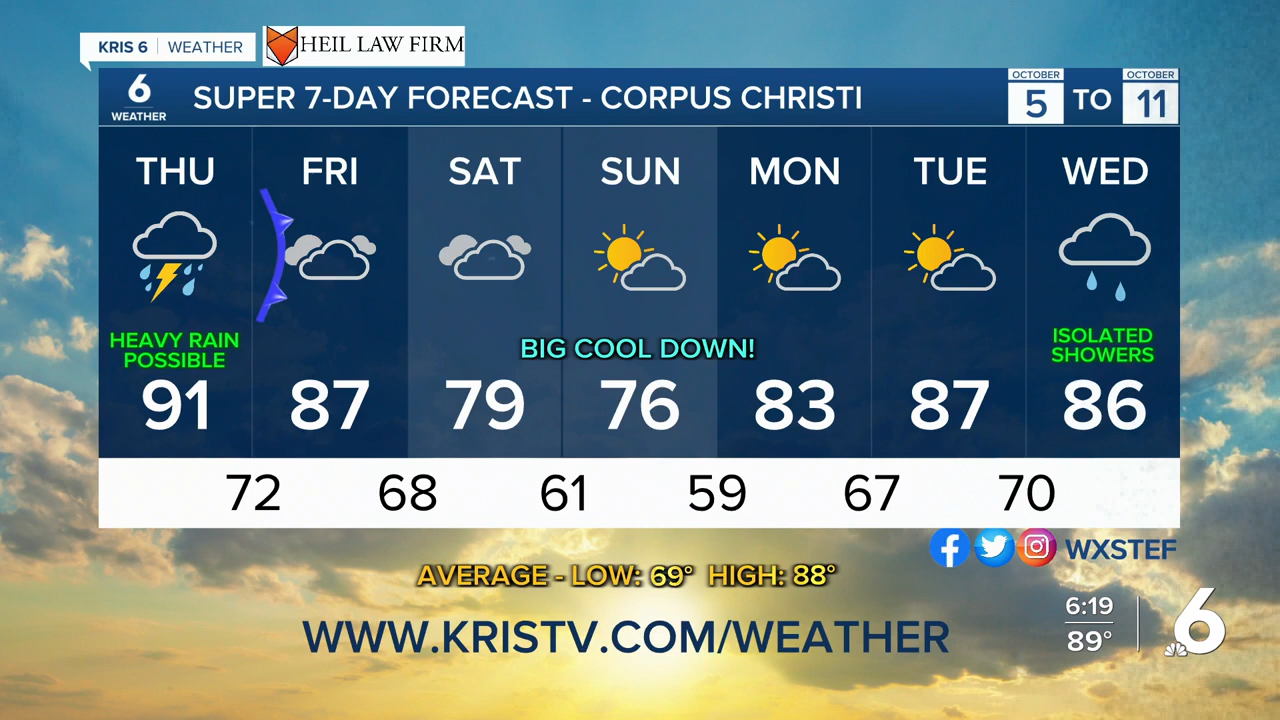 KRIS 6 | WEATHER
HEIL LAW FIRM
6
WEATHER
SUPER 7-DAY FORECAST - CORPUS CHRISTI
OCTOBER
5
TO
OCTOBER
11
THU FRI SAT SUN MON TUE WED
HEAVY RAIN
POSSIBLE
BIG COOL DOWN!
ISOLATED
SHOWERS
91 87 79 76 83 87 86
72 68 61 59 67 70
WXSTEF
AVERAGE - LOW: 69° HIGH: 88°
WWW.KRISTV.COM/WEATHER
6:19
89°
6